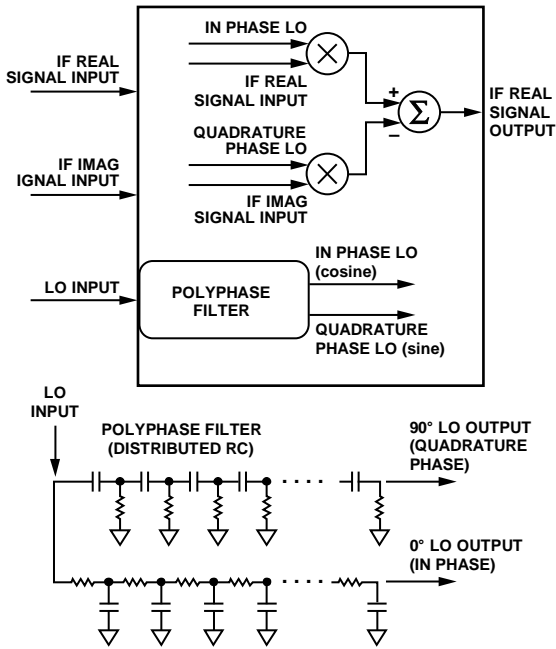 IN PHASE LO
IF REAL
SIGNAL INPUT
IF REAL
SIGNAL INPUT
+
Σ
−
IF REAL
SIGNAL
OUTPUT
QUADRATURE
PHASE LO
IF IMAG
IGNAL INPUT
IF IMAG
SIGNAL INPUT
LO INPUT
POLYPHASE
FILTER
IN PHASE LO
(cosine)
QUADRATURE
PHASE LO (sine)
LO
INPUT
POLYPHASE FILTER
(DISTRIBUTED RC)
90° LO OUTPUT
(QUADRATURE
PHASE)
0° LO OUTPUT
(IN PHASE)